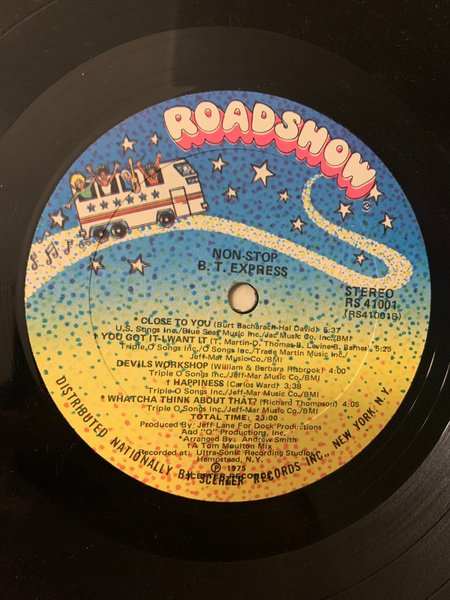 ROADSHOW
NON-STOP
B. T. EXPRESS
STEREO
RS 41001
(RS41001B)
CLOSE TO YOU (Burt Bacharach-Hal David) 5:37
U.S. Songs Inc./Blue Seas Music Inc./Jac Music Co. Inc./BMI
• YOU GOT IT-I WANT IT (T. Martin-D. Thomas-B. Levine-B. Barnes) 5:25
Triple O Songs Inc./Trade Martin Music Inc./
Jeff-Mar Music Co./BMI
DEVILS WORKSHOP (William & Barbara Risbrook) 4:00
Triple O Songs Inc./Jeff-Mar Music Co./BMI
† HAPPINESS (Carlos Ward) 3:38
Triple O Songs Inc./Jeff-Mar Music Co./BMI
• WHATCHA THINK ABOUT THAT? (Richard Thompson) 4:05
Triple O Songs Inc./Jeff-Mar Music Co./BMI
TOTAL TIME: 23:00
Produced By: Jeff Lane For Dock Productions
And "O" Productions, Inc.
*Arranged By: Andrew Smith
† A Tom Moulton Mix
Recorded at: Ultra-Sonic Recording Studios
Hempstead, N.Y.
℗ 1975
SCEPTER RECORDS
DISTRIBUTED NATIONALLY BY SCEPTER RECORDS INC., NEW YORK, N.Y.